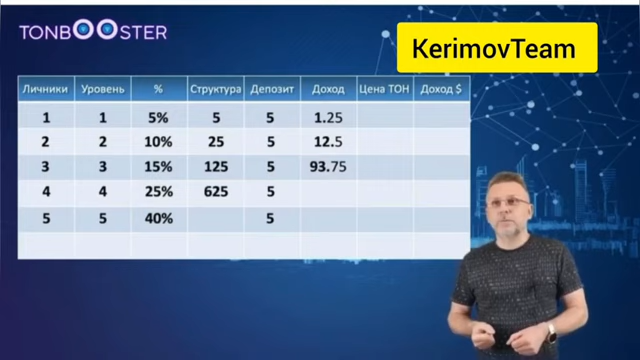 TONBOOSTER
KerimovTeam
Личники Уровень % Структура Депозит Доход Цена ТОН Доход $
1 1 5% 5 5 1.25
2 2 10% 25 5 12.5
3 3 15% 125 5 93.75
4 4 25% 625 5
5 5 40% 5